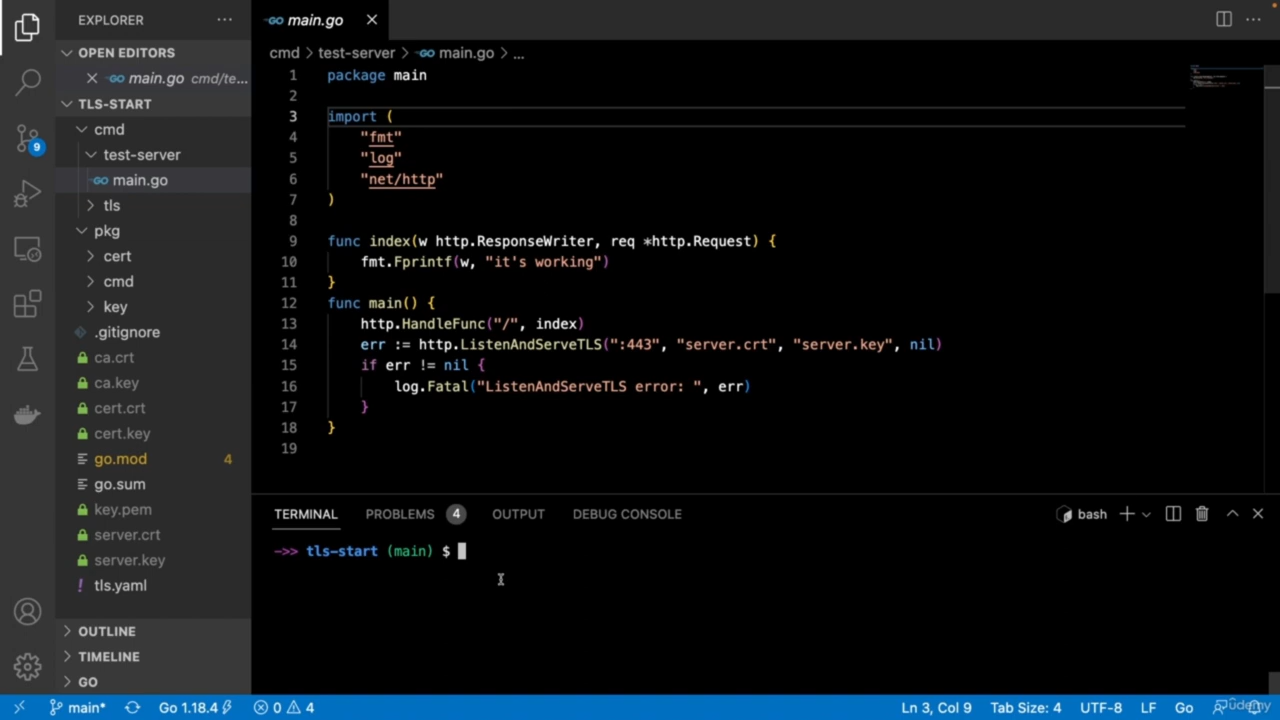 EXPLORER
OPEN EDITORS
main.go cmd/te...
TLS-START
cmd
test-server
main.go
tls
pkg
cert
cmd
key
.gitignore
ca.crt
ca.key
cert.crt
cert.key
go.mod 4
go.sum
key.pem
server.crt
server.key
tls.yaml
OUTLINE
TIMELINE
GO
9
main.go
cmd > test-server > main.go > ...
1 package main
2
3 import (
4 "fmt"
5 "log"
6 "net/http"
7 )
8
9 func index(w http.ResponseWriter, req *http.Request) {
10 fmt.Fprintf(w, "it's working")
11 }
12 func main() {
13 http.HandleFunc("/", index)
14 err := http.ListenAndServeTLS(":443", "server.crt", "server.key", nil)
15 if err != nil {
16 log.Fatal("ListenAndServeTLS error: ", err)
17 }
18 }
19
TERMINAL PROBLEMS 4 OUTPUT DEBUG CONSOLE bash
->> tls-start (main) $
main* Go 1.18.4 0 4 Ln 3, Col 9 Tab Size: 4 UTF-8 LF Go
Udemy